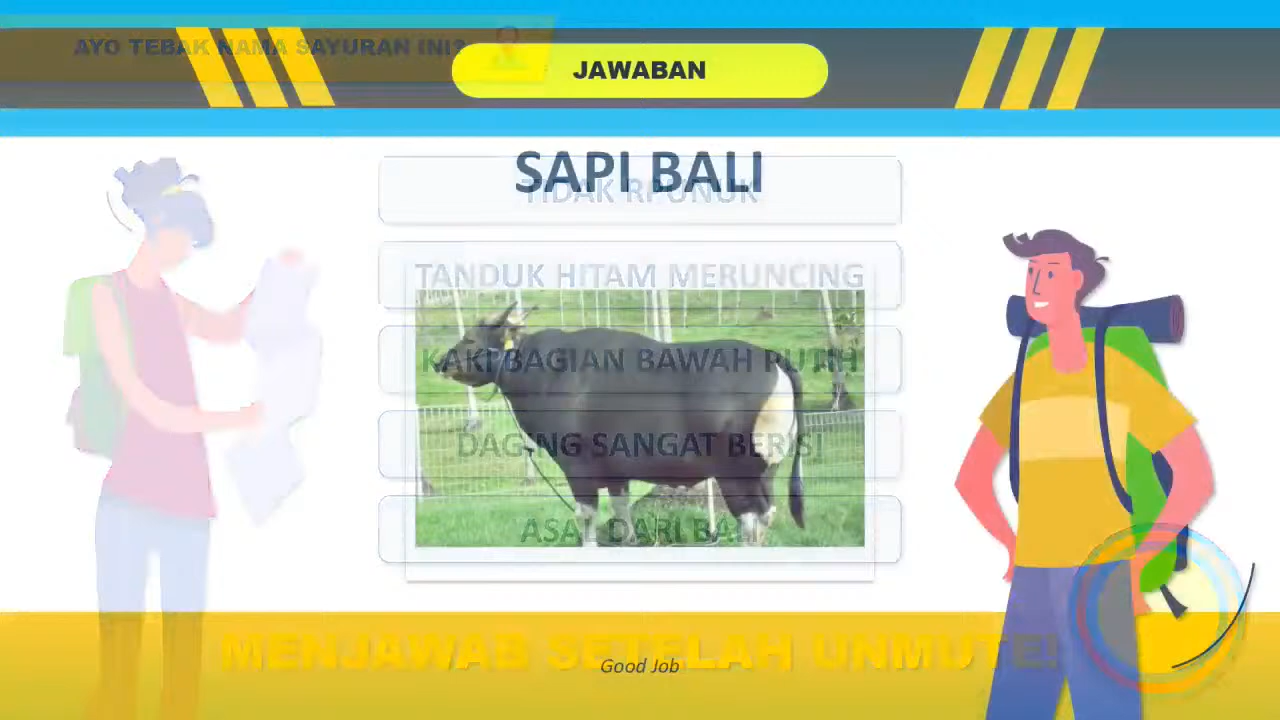 AYO TEBAK NAMA SAYURAN INI?
JAWABAN
SAPI BALI
TIDAK RPUNUK
TANDUK HITAM MERUNCING
KAKI BAGIAN BAWAH PUTIH
DAGING SANGAT BERISI
ASAL DARI BALI
MENJAWAB SETELAH UNMUTE!
Good Job